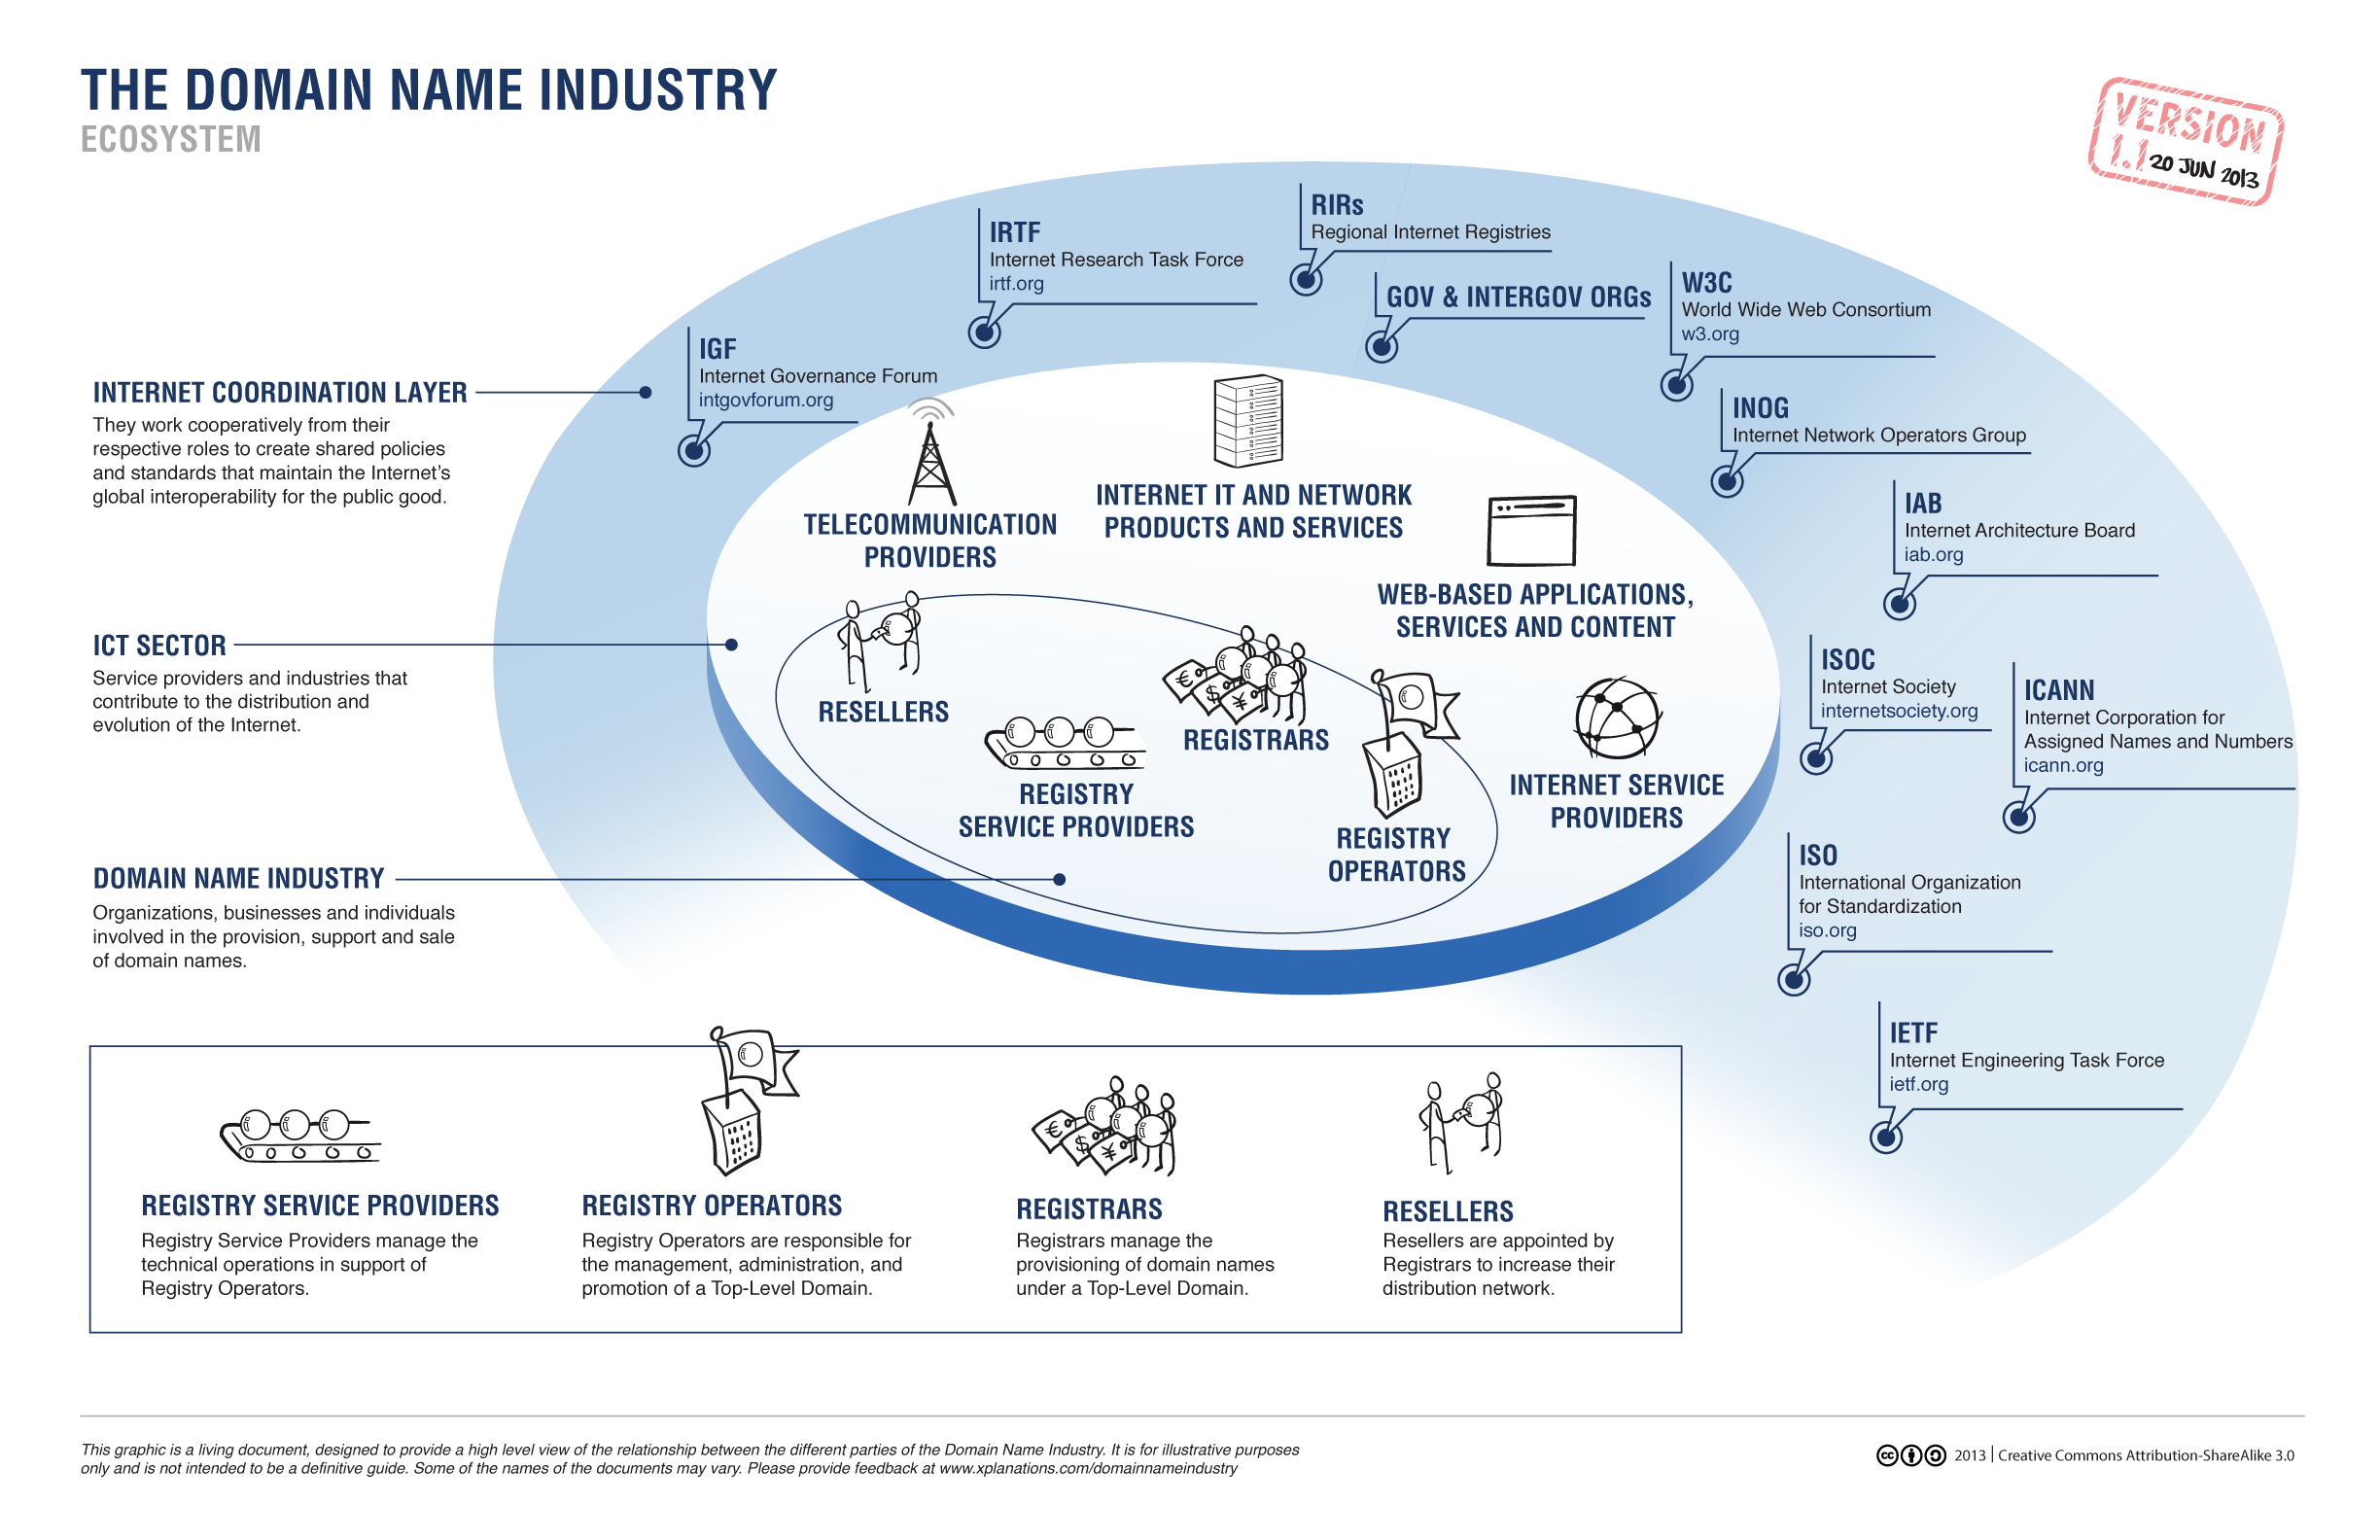 THE DOMAIN NAME INDUSTRY
ECOSYSTEM
VERSION
1.1 20 JUN 2013
RIRs
Regional Internet Registries
IRTF
Internet Research Task Force
irtf.org
GOV & INTERGOV ORGs
W3C
World Wide Web Consortium
w3.org
IGF
Internet Governance Forum
intgovforum.org
INOG
Internet Network Operators Group
INTERNET COORDINATION LAYER
They work cooperatively from their
respective roles to create shared policies
and standards that maintain the Internet's
global interoperability for the public good.
TELECOMMUNICATION
PROVIDERS
INTERNET IT AND NETWORK
PRODUCTS AND SERVICES
WEB-BASED APPLICATIONS,
SERVICES AND CONTENT
IAB
Internet Architecture Board
iab.org
ICT SECTOR
Service providers and industries that
contribute to the distribution and
evolution of the Internet.
RESELLERS
€
$
¥
REGISTRARS
REGISTRY
SERVICE PROVIDERS
REGISTRY
OPERATORS
INTERNET SERVICE
PROVIDERS
ISOC
Internet Society
internetsociety.org
ICANN
Internet Corporation for
Assigned Names and Numbers
icann.org
DOMAIN NAME INDUSTRY
Organizations, businesses and individuals
involved in the provision, support and sale
of domain names.
ISO
International Organization
for Standardization
iso.org
IETF
Internet Engineering Task Force
ietf.org
REGISTRY SERVICE PROVIDERS
Registry Service Providers manage the
technical operations in support of
Registry Operators.
REGISTRY OPERATORS
Registry Operators are responsible for
the management, administration, and
promotion of a Top-Level Domain.
€
$
¥
REGISTRARS
Registrars manage the
provisioning of domain names
under a Top-Level Domain.
RESELLERS
Resellers are appointed by
Registrars to increase their
distribution network.
This graphic is a living document, designed to provide a high level view of the relationship between the different parties of the Domain Name Industry. It is for illustrative purposes
only and is not intended to be a definitive guide. Some of the names of the documents may vary. Please provide feedback at www.xplanations.com/domainnameindustry
cc 2013 | Creative Commons Attribution-ShareAlike 3.0